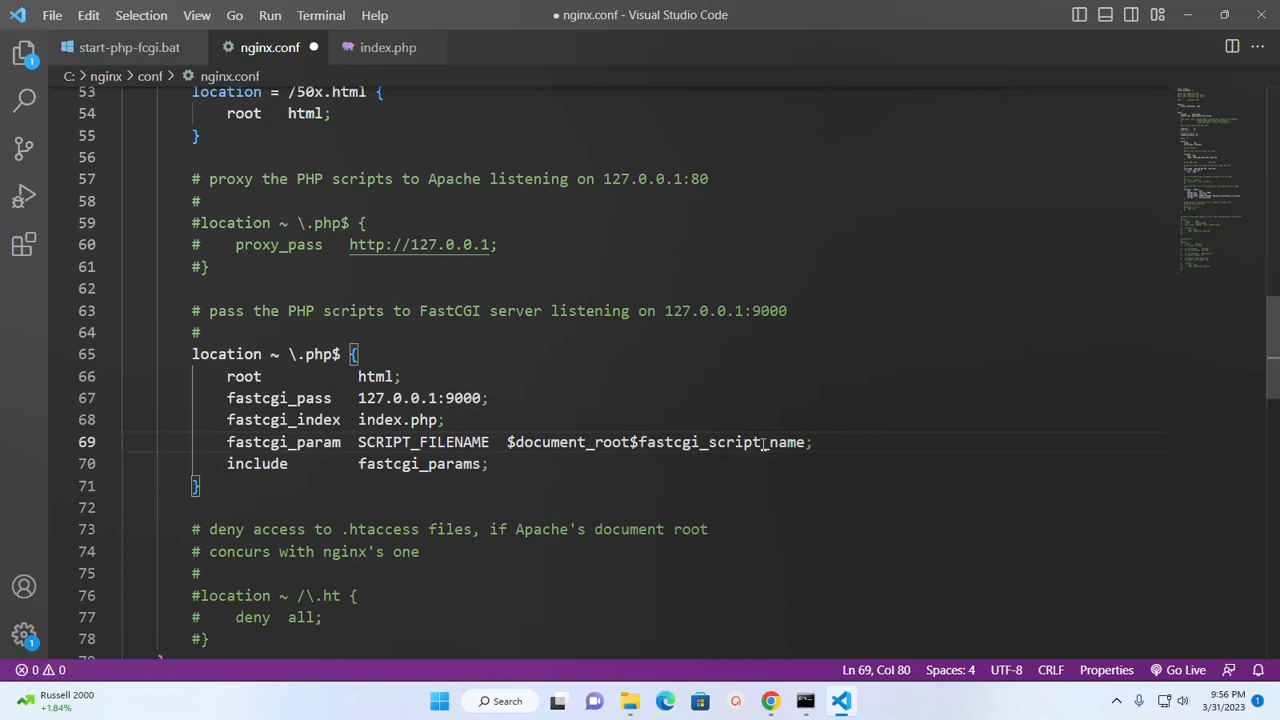 File Edit Selection View Go Run Terminal Help
● nginx.conf - Visual Studio Code
start-php-fcgi.bat nginx.conf ● index.php
C: > nginx > conf > nginx.conf
53 location = /50x.html {
54 root html;
55 }
56
57 # proxy the PHP scripts to Apache listening on 127.0.0.1:80
58 #
59 #location ~ \.php$ {
60 # proxy_pass http://127.0.0.1;
61 #}
62
63 # pass the PHP scripts to FastCGI server listening on 127.0.0.1:9000
64 #
65 location ~ \.php$ {
66 root html;
67 fastcgi_pass 127.0.0.1:9000;
68 fastcgi_index index.php;
69 fastcgi_param SCRIPT_FILENAME $document_root$fastcgi_script_name;
70 include fastcgi_params;
71 }
72
73 # deny access to .htaccess files, if Apache's document root
74 # concurs with nginx's one
75 #
76 #location ~ /\.ht {
77 # deny all;
78 #}
1
1
0 0 Ln 69, Col 80 Spaces: 4 UTF-8 CRLF Properties Go Live
Russell 2000
+1.84%
Search
9:56 PM
3/31/2023
1